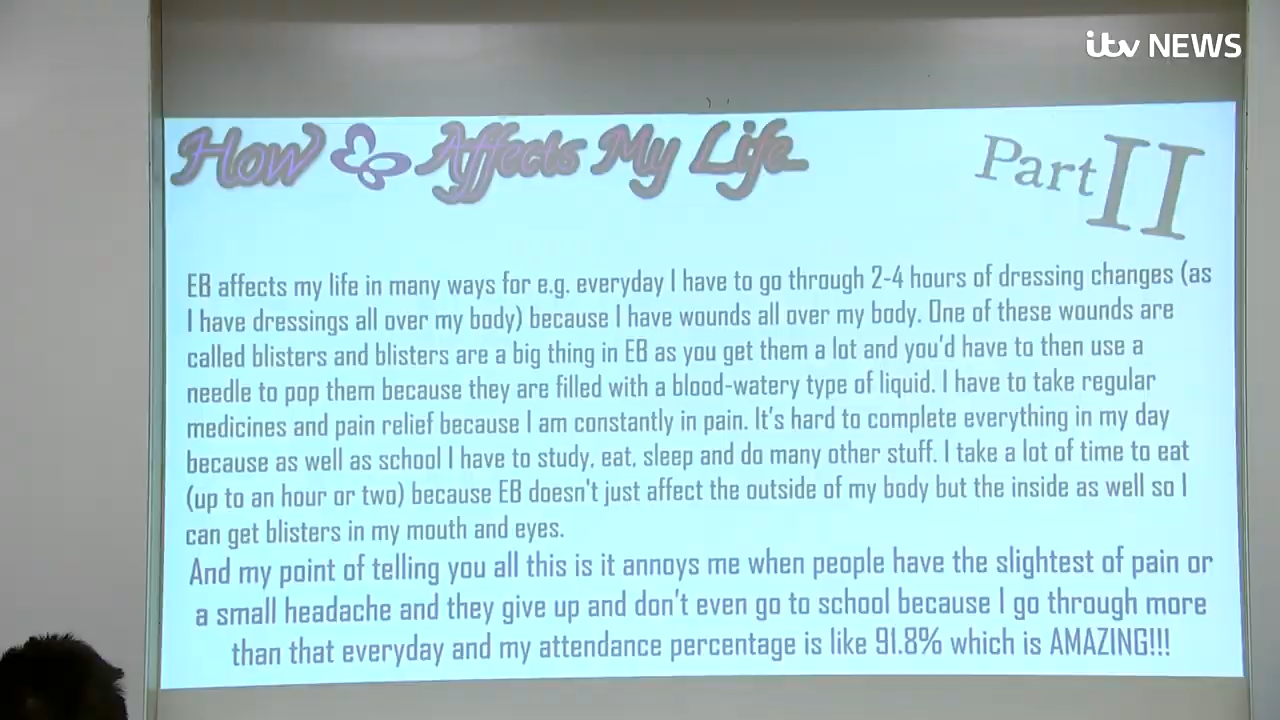 itv NEWS
How Affects My Life
Part II
EB affects my life in many ways for e.g. everyday I have to go through 2-4 hours of dressing changes (as
I have dressings all over my body) because I have wounds all over my body. One of these wounds are
called blisters and blisters are a big thing in EB as you get them a lot and you'd have to then use a
needle to pop them because they are filled with a blood-watery type of liquid. I have to take regular
medicines and pain relief because I am constantly in pain. It's hard to complete everything in my day
because as well as school I have to study, eat, sleep and do many other stuff. I take a lot of time to eat
(up to an hour or two) because EB doesn't just affect the outside of my body but the inside as well so I
can get blisters in my mouth and eyes.
And my point of telling you all this is it annoys me when people have the slightest of pain or
a small headache and they give up and don't even go to school because I go through more
than that everyday and my attendance percentage is like 91.8% which is AMAZING!!!